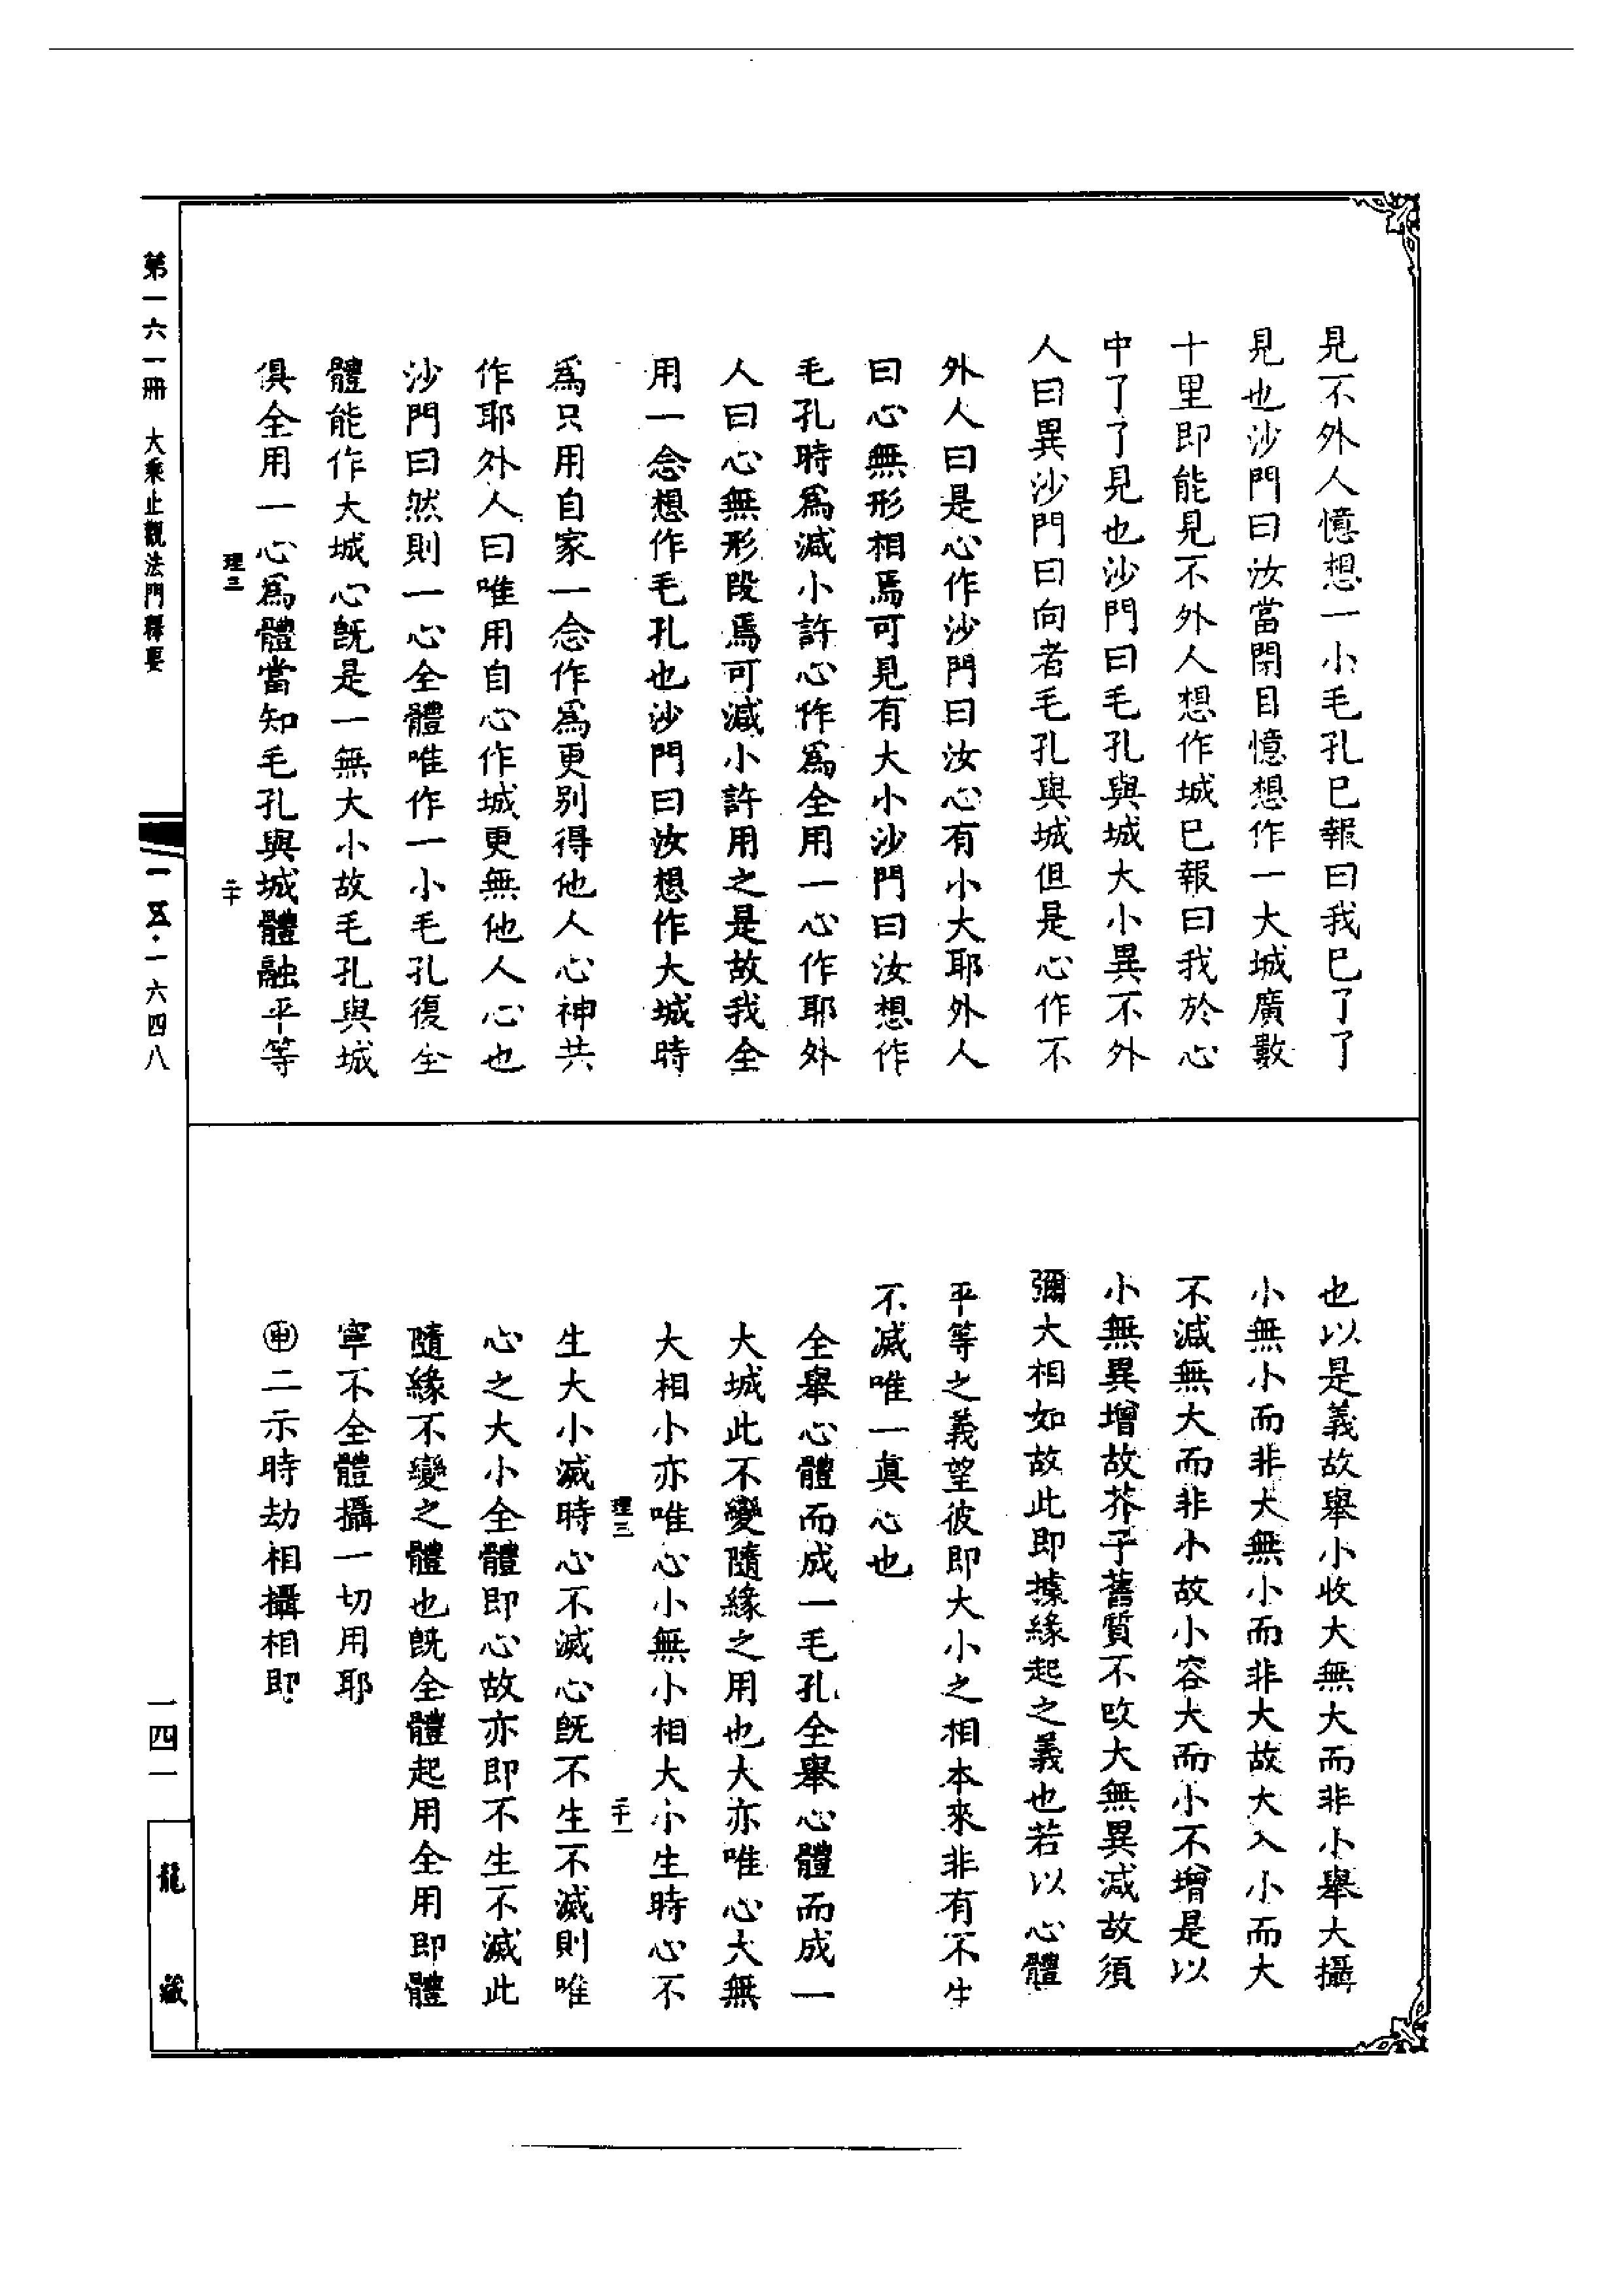 見不外人憶想一小毛孔已報曰我已了了
見也沙門曰汝當閉目憶想作一大城廣數
十里即能見不外人想作城已報曰我於心
中了了見也沙門曰毛孔與城大小異不外
人曰異沙門曰向者毛孔與城但是心作不
外人曰是心作沙門曰汝心有小大耶外人
曰心無形相焉可見有大小沙門曰汝想作
毛孔時為減小許心作為全用一心作耶外
人曰心無形段焉可減小許用之是故我全
用一念想作毛孔也沙門曰汝想作大城時
為只用自家一念作為更別得他人心神共
作耶外人曰唯用自心作城更無他人心也
沙門曰然則一心全體唯作一小毛孔復全
體能作大城心旣是一無大小故毛孔與城
俱全用一心為體當知毛孔與城體融平等
理三 二十
也以是義故舉小收大無大而非小舉大攝
小無小而非大無小而非大故大入小而大
不減無大而非小故小容大而小不增是以
小無異增故芥子舊質不改大無異減故須
彌大相如故此即據緣起之義也若以心體
平等之義望彼即大小之相本來非有不生
不滅唯一真心也
全舉心體而成一毛孔全舉心體而成一
大城此不變隨緣之用也大亦唯心大無
大相小亦唯心小無小相大小生時心不
理三 二十一
生大小滅時心不滅心旣不生不滅則唯
心之大小全體即心故亦即不生不滅此
隨緣不變之體也旣全體起用全用即體
寧不全體攝一切用耶
㊥二示時劫相攝相即
第一六一冊 大乘止觀法門釋要
一五·一六四八
一四一
龍藏